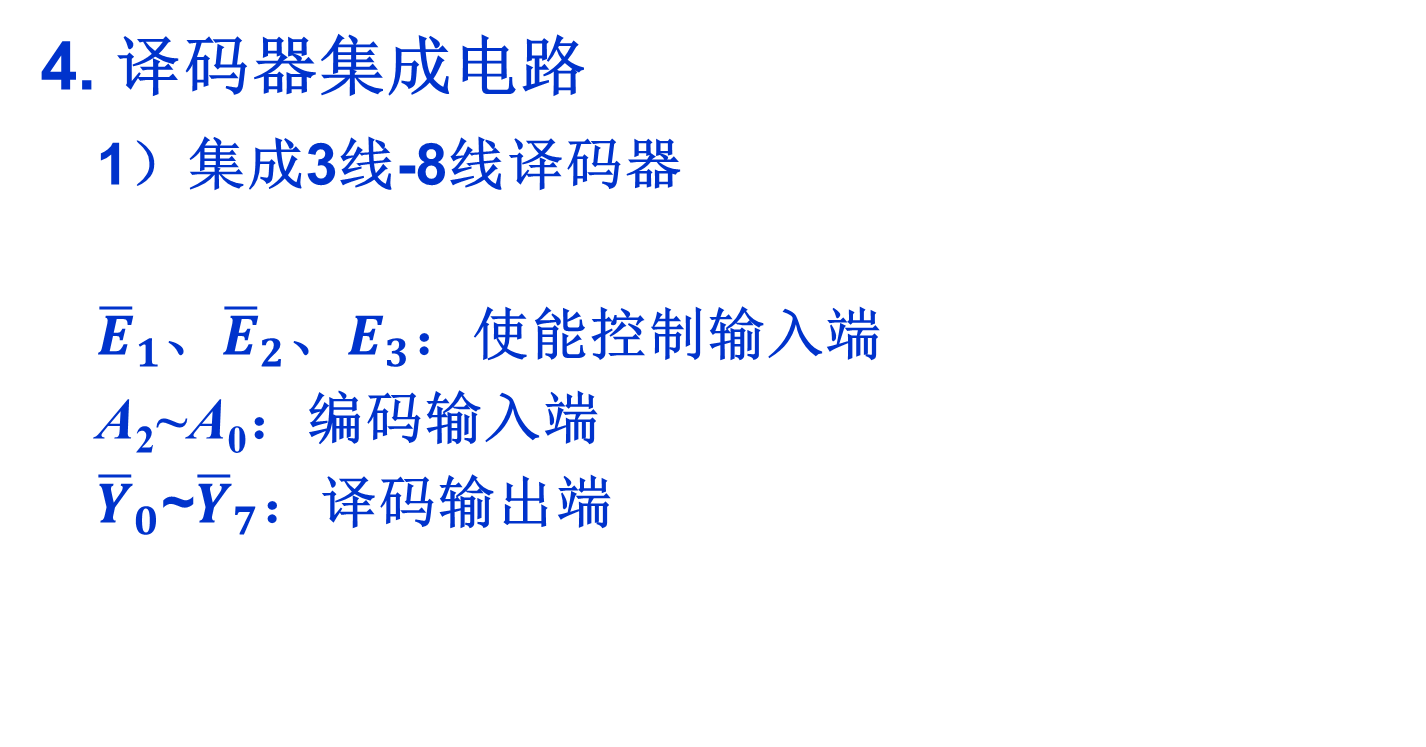 4. 译码器集成电路
1）集成3线-8线译码器
E̅₁、E̅₂、E₃：使能控制输入端
A₂~A₀：编码输入端
Y̅₀~Y̅₇：译码输出端